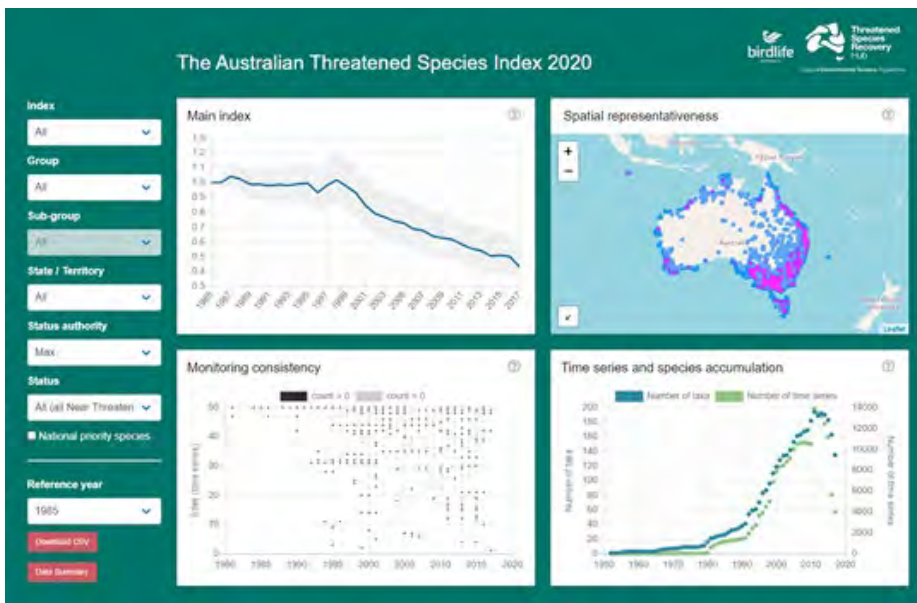 The Australian Threatened Species Index 2020
birdlife
Threatened
Species
Recovery
Hub
Index
All
Group
All
Sub-group
All
State / Territory
All
Status authority
Max
Status
All (all Near Threaten
National priority species
Reference year
1985
Download CSV
Data Summary
Main index
1.3
1.2
1.1
1.0
0.9
0.8
0.7
0.6
0.5
0.4
0.3
1985
1987
1989
1991
1993
1995
1997
1999
2001
2003
2005
2007
2009
2011
2013
2015
2017
Spatial representativeness
+
−
Leaflet
Monitoring consistency
count > 0
count = 0
50
40
30
20
10
0
Sites (time series)
1980
1985
1990
1995
2000
2005
2010
2015
2020
Time series and species accumulation
Number of taxa
Number of time series
200
180
160
140
120
100
80
60
40
20
0
Number of taxa
14000
12000
10000
8000
6000
4000
2000
0
Number of time series
1950
1960
1970
1980
1990
2000
2010
2020